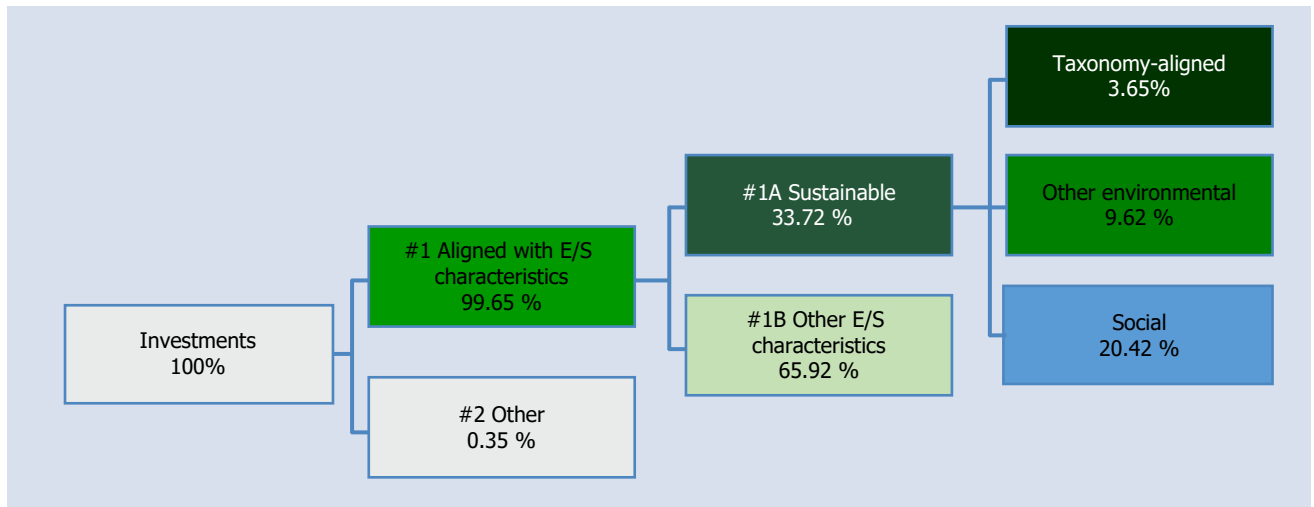 Investments
100%
#1 Aligned with E/S
characteristics
99.65 %
#2 Other
0.35 %
#1A Sustainable
33.72 %
#1B Other E/S
characteristics
65.92 %
Taxonomy-aligned
3.65%
Other environmental
9.62 %
Social
20.42 %